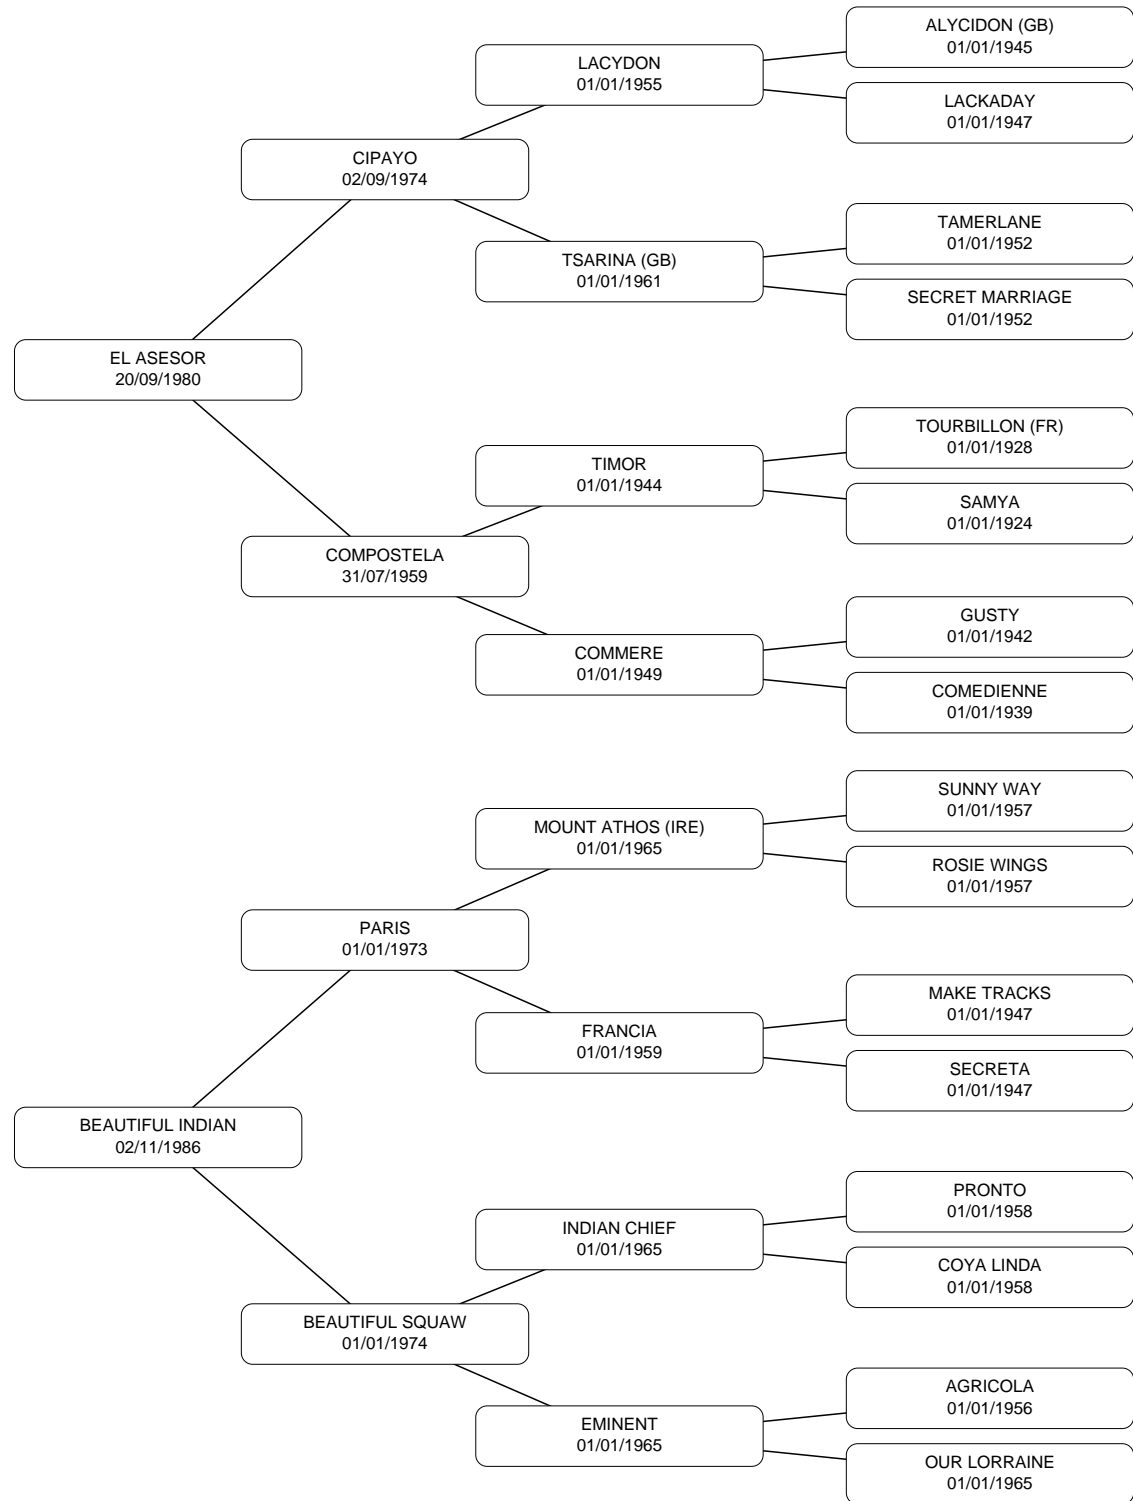 ALYCIDON (GB)
01/01/1945
LACYDON
01/01/1955
LACKADAY
01/01/1947
CIPAYO
02/09/1974
TAMERLANE
01/01/1952
TSARINA (GB)
01/01/1961
SECRET MARRIAGE
01/01/1952
EL ASESOR
20/09/1980
TOURBILLON (FR)
01/01/1928
TIMOR
01/01/1944
SAMYA
01/01/1924
COMPOSTELA
31/07/1959
GUSTY
01/01/1942
COMMERE
01/01/1949
COMEDIENNE
01/01/1939
SUNNY WAY
01/01/1957
MOUNT ATHOS (IRE)
01/01/1965
ROSIE WINGS
01/01/1957
PARIS
01/01/1973
MAKE TRACKS
01/01/1947
FRANCIA
01/01/1959
SECRETA
01/01/1947
BEAUTIFUL INDIAN
02/11/1986
PRONTO
01/01/1958
INDIAN CHIEF
01/01/1965
COYA LINDA
01/01/1958
BEAUTIFUL SQUAW
01/01/1974
AGRICOLA
01/01/1956
EMINENT
01/01/1965
OUR LORRAINE
01/01/1965